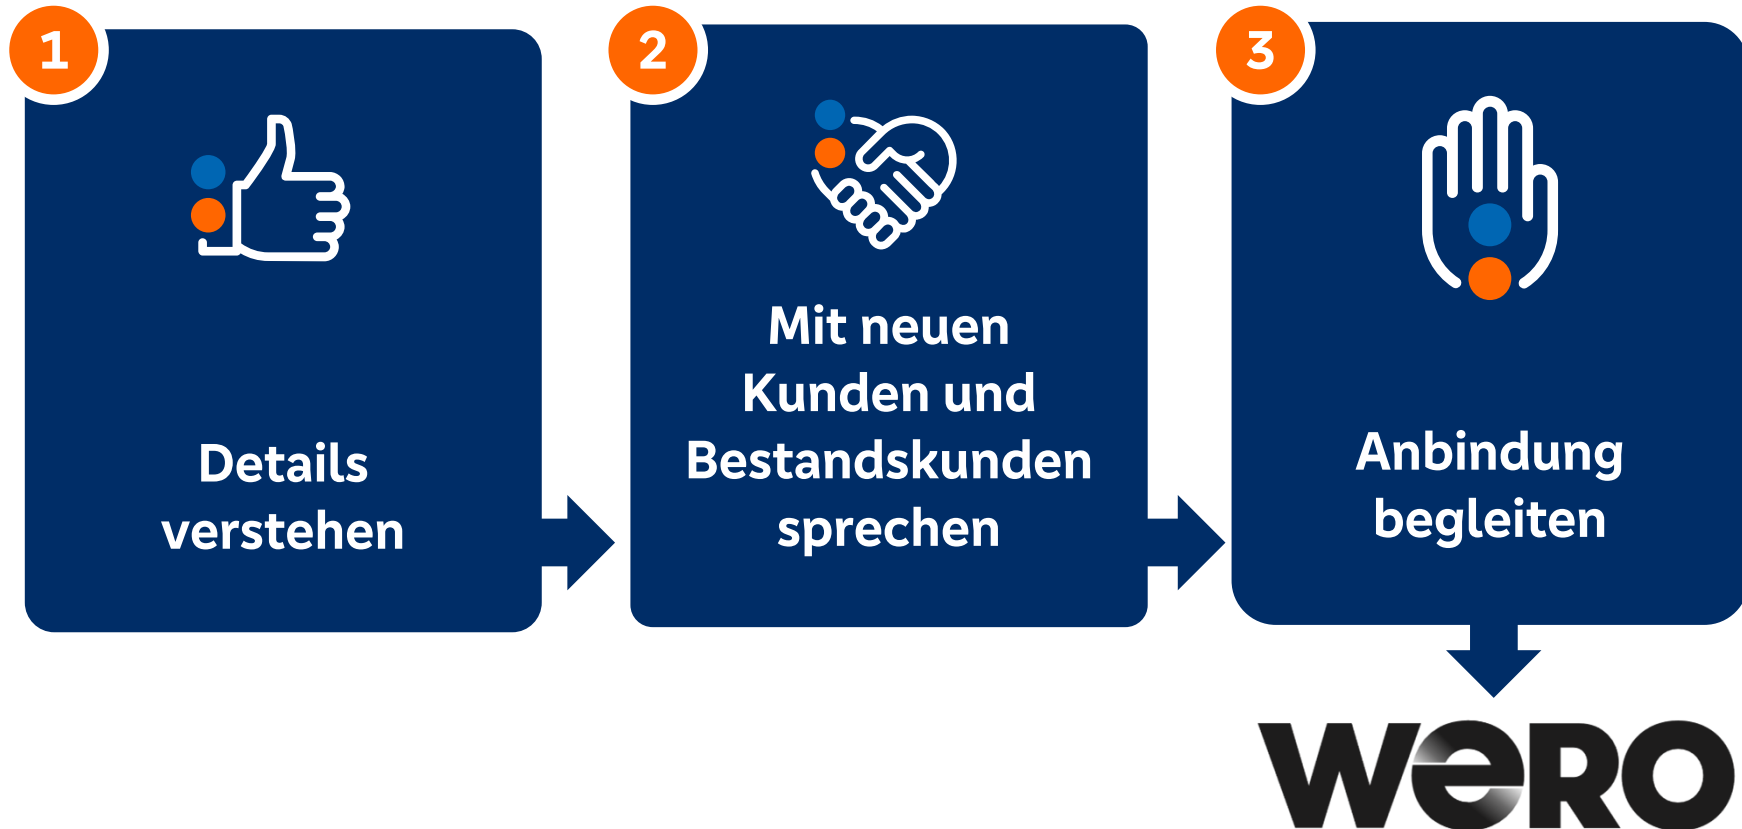 1
Details
verstehen
2
Mit neuen
Kunden und
Bestandskunden
sprechen
3
Anbindung
begleiten
wero